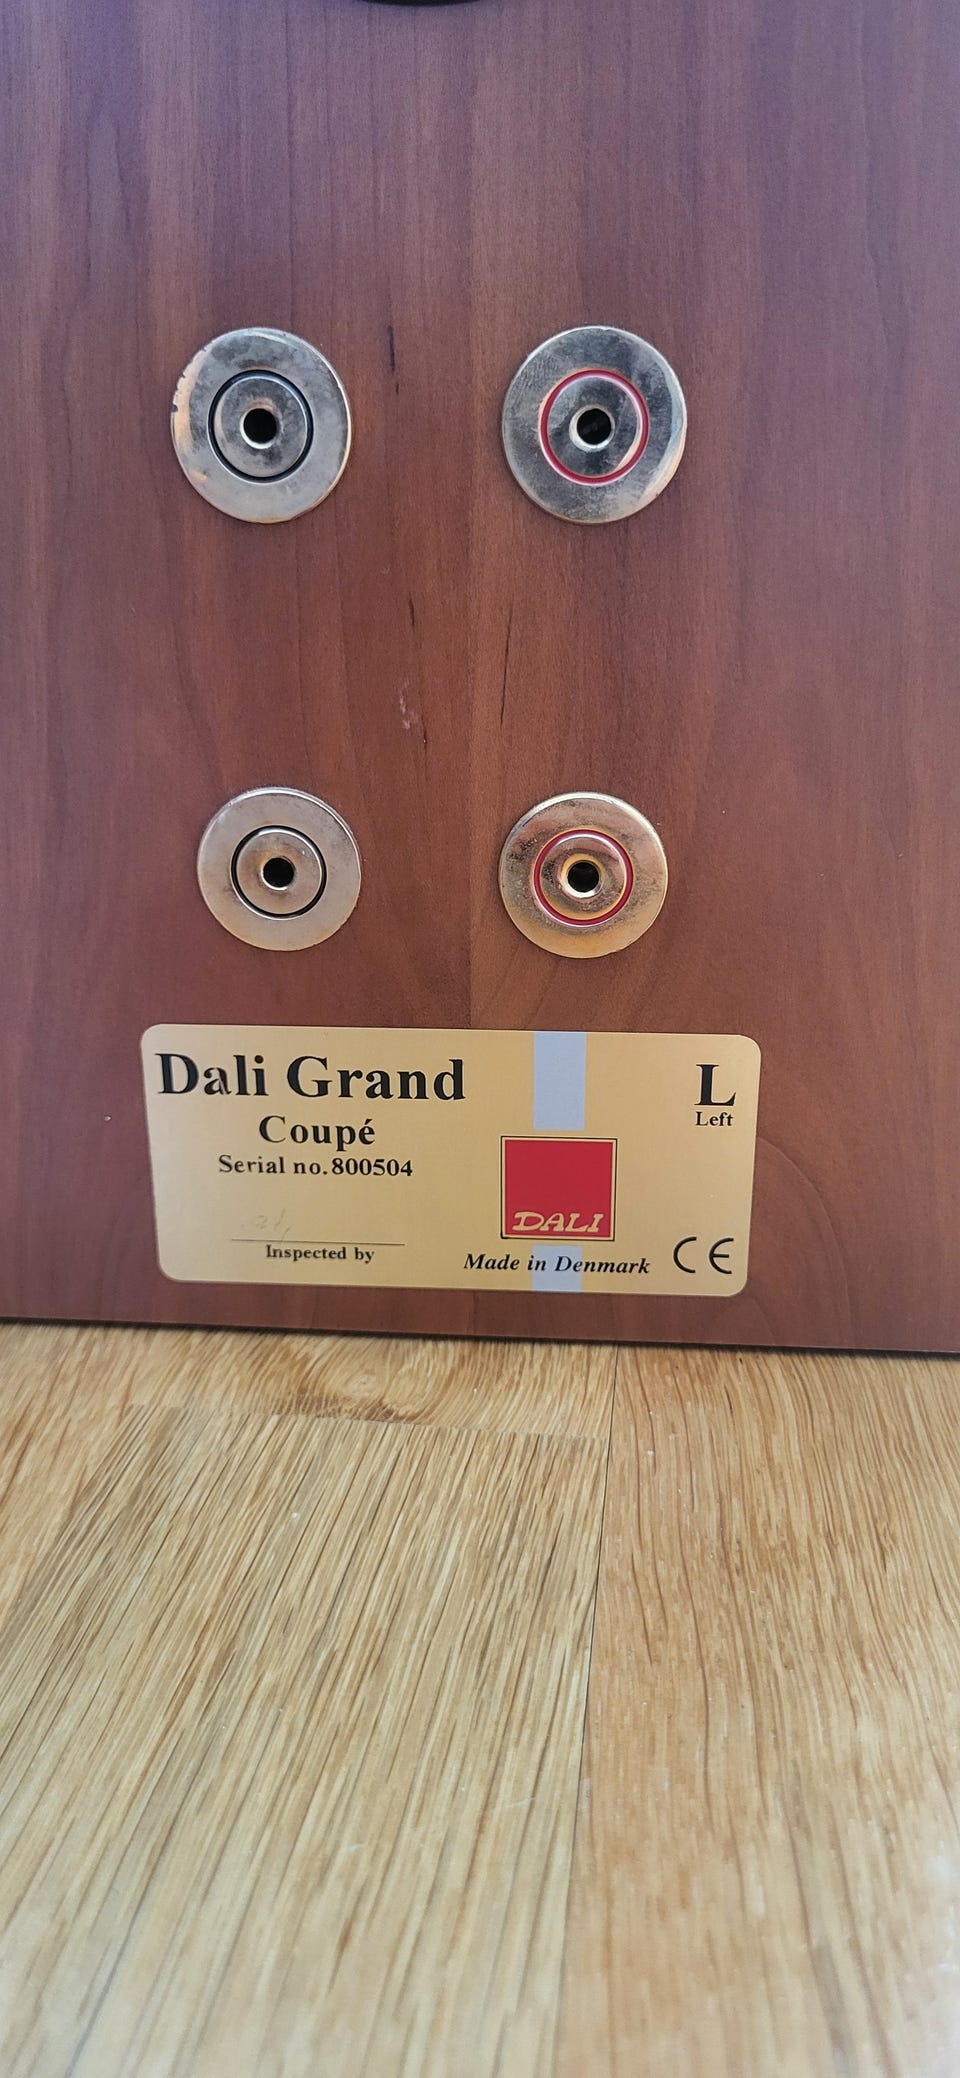 Dali Grand
Coupé
Serial no. 800504
Inspected by
L
Left
DALI
Made in Denmark
CE